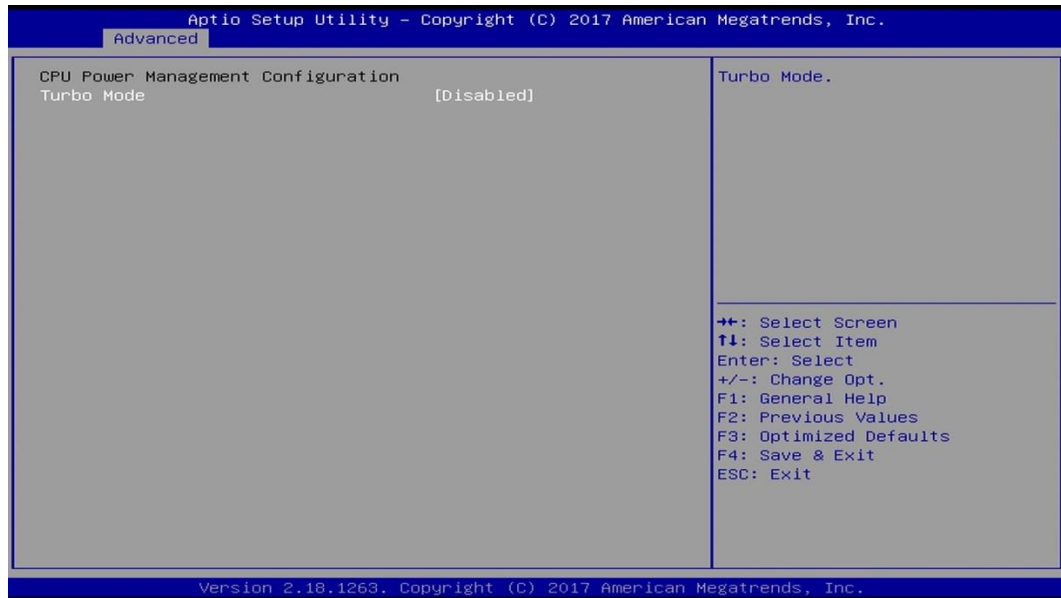 Aptio Setup Utility – Copyright (C) 2017 American Megatrends, Inc.
Advanced
CPU Power Management Configuration
Turbo Mode [Disabled]
Turbo Mode.
→←: Select Screen
↑↓: Select Item
Enter: Select
+/-: Change Opt.
F1: General Help
F2: Previous Values
F3: Optimized Defaults
F4: Save & Exit
ESC: Exit
Version 2.18.1263. Copyright (C) 2017 American Megatrends, Inc.